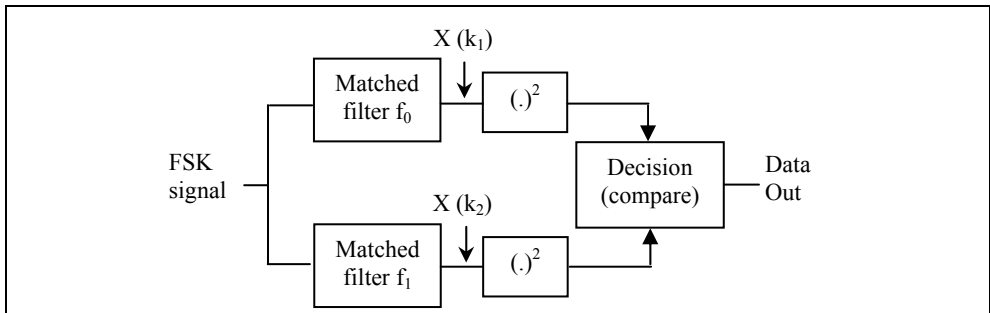 X (k₁)
Matched
filter f₀
(.)²
FSK
signal
Decision
(compare)
Data
Out
X (k₂)
Matched
filter f₁
(.)²